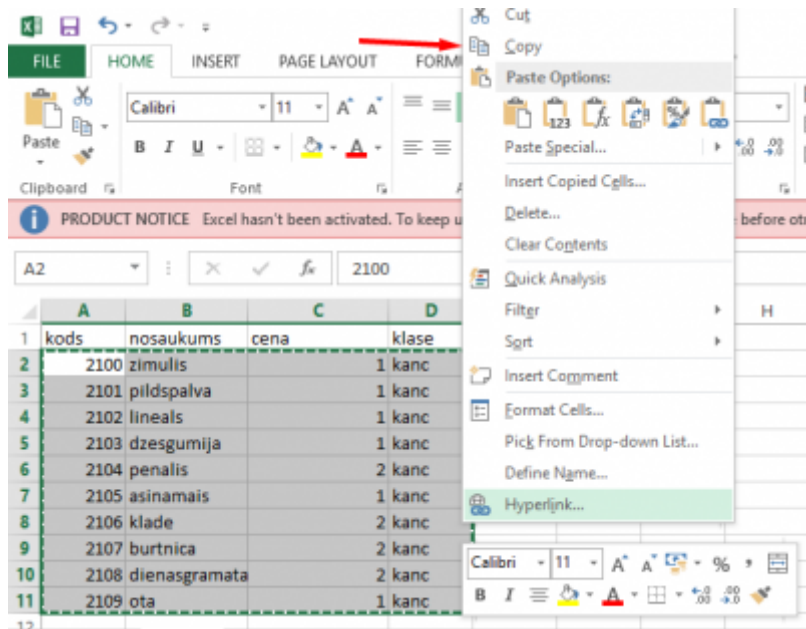 Cut
Copy
FILE HOME INSERT PAGE LAYOUT
Paste Options:
Calibri 11
123
Paste
Paste Special...
B I U A
Clipboard Font
Insert Copied Cells...
Delete...
Clear Contents
PRODUCT NOTICE Excel hasn't been activated. To keep
before
A2 fx 2100
Quick Analysis
Filter
Sort
Insert Comment
Format Cells...
Pick From Drop-down List...
Define Name...
Hyperlink...
A B C D H
1 kods nosaukums cena klase
2 2100 zimulis 1 kanc
3 2101 pildspalva 1 kanc
4 2102 lineals 1 kanc
5 2103 dzesgumija 1 kanc
6 2104 penalis 2 kanc
7 2105 asinamais 1 kanc
8 2106 klade 2 kanc
9 2107 burtnica 2 kanc
10 2108 dienasgramata 2 kanc
11 2109 ota 1 kanc
Calibri 11 A A % ,
B I A